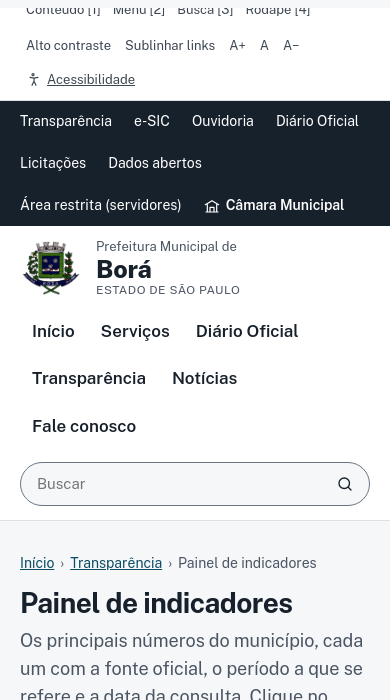 Conteúdo [1] Menu [2] Busca [3] Rodapé [4]
Alto contraste Sublinhar links A+ A A−
Acessibilidade
Transparência e-SIC Ouvidoria Diário Oficial
Licitações Dados abertos
Área restrita (servidores) Câmara Municipal
Prefeitura Municipal de
Borá
ESTADO DE SÃO PAULO
Início Serviços Diário Oficial
Transparência Notícias
Fale conosco
Buscar
Início › Transparência › Painel de indicadores
Painel de indicadores
Os principais números do município, cada
um com a fonte oficial, o período a que se
refere e a data da consulta. Clique no